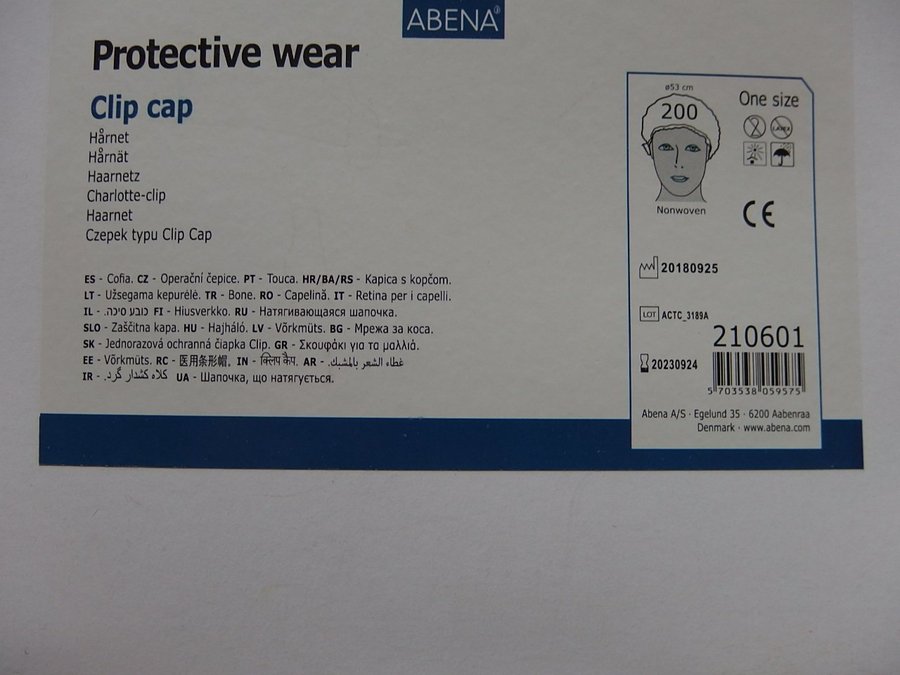 ABENA®
Protective wear
Clip cap
Hårnet
Hårnät
Haarnetz
Charlotte-clip
Haarnet
Czepek typu Clip Cap
ES - Cofia. CZ - Operační čepice. PT - Touca. HR/BA/RS - Kapica s kopčom.
LT - Užsegama kepurėlė. TR - Bone. RO - Capelină. IT - Retina per i capelli.
IL - כובע סיכה. FI - Hiusverkko. RU - Натягивающаяся шапочка.
SLO - Zaščitna kapa. HU - Hajháló. LV - Võrkmüts. BG - Мрежа за коса.
SK - Jednorazová ochranná čiapka Clip. GR - Σκουφάκι για τα μαλλιά.
EE - Võrkmüts. RC - 医用条形帽. IN - क्लिप कैप. AR - غطاء الشعر بالمشبك.
IR - کلاه کشدار گرد. UA - Шапочка, що натягується.
ø53 cm
200
One size
2
LATEX
Nonwoven
CE
20180925
LOT ACTC_3189A
210601
20230924
5 703538 059575
Abena A/S · Egelund 35 · 6200 Aabenraa
Denmark · www.abena.com